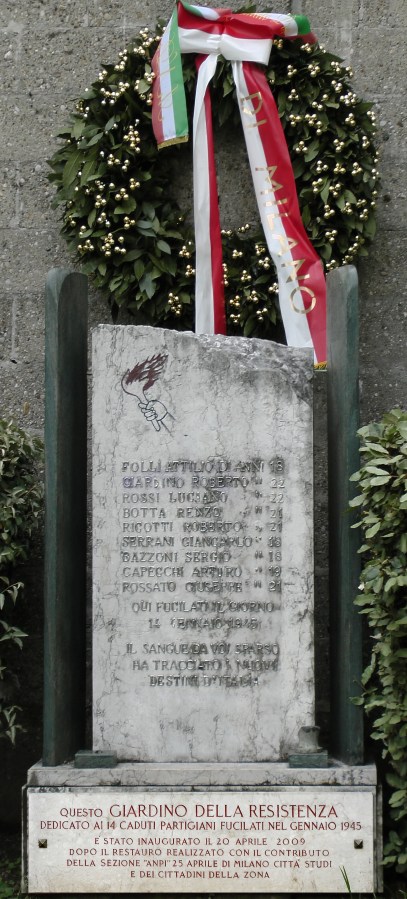 DI MILANO
FOLLI ATTILIO DI ANNI 18
GIARDINO ROBERTO " 22
ROSSI LUCIANO " 22
BOTTA RENZO " 21
RICOTTI ROBERTO " 21
SERRANI GIANCARLO " 18
GAZZONI SERGIO " 18
CAPECCHI ARTURO " 19
ROSSATO GIUSEPPE " 21
QUI FUCILATI IL GIORNO
14 GENNAIO 1945
IL SANGUE DA VOI SPARSO
HA TRACCIATO I NUOVI
DESTINI D'ITALIA
QUESTO GIARDINO DELLA RESISTENZA
DEDICATO AI 14 CADUTI PARTIGIANI FUCILATI NEL GENNAIO 1945
E STATO INAUGURATO IL 20 APRILE 2009
DOPO IL RESTAURO REALIZZATO CON IL CONTRIBUTO
DELLA SEZIONE "ANPI" 25 APRILE DI MILANO CITTÀ STUDI
E DEI CITTADINI DELLA ZONA